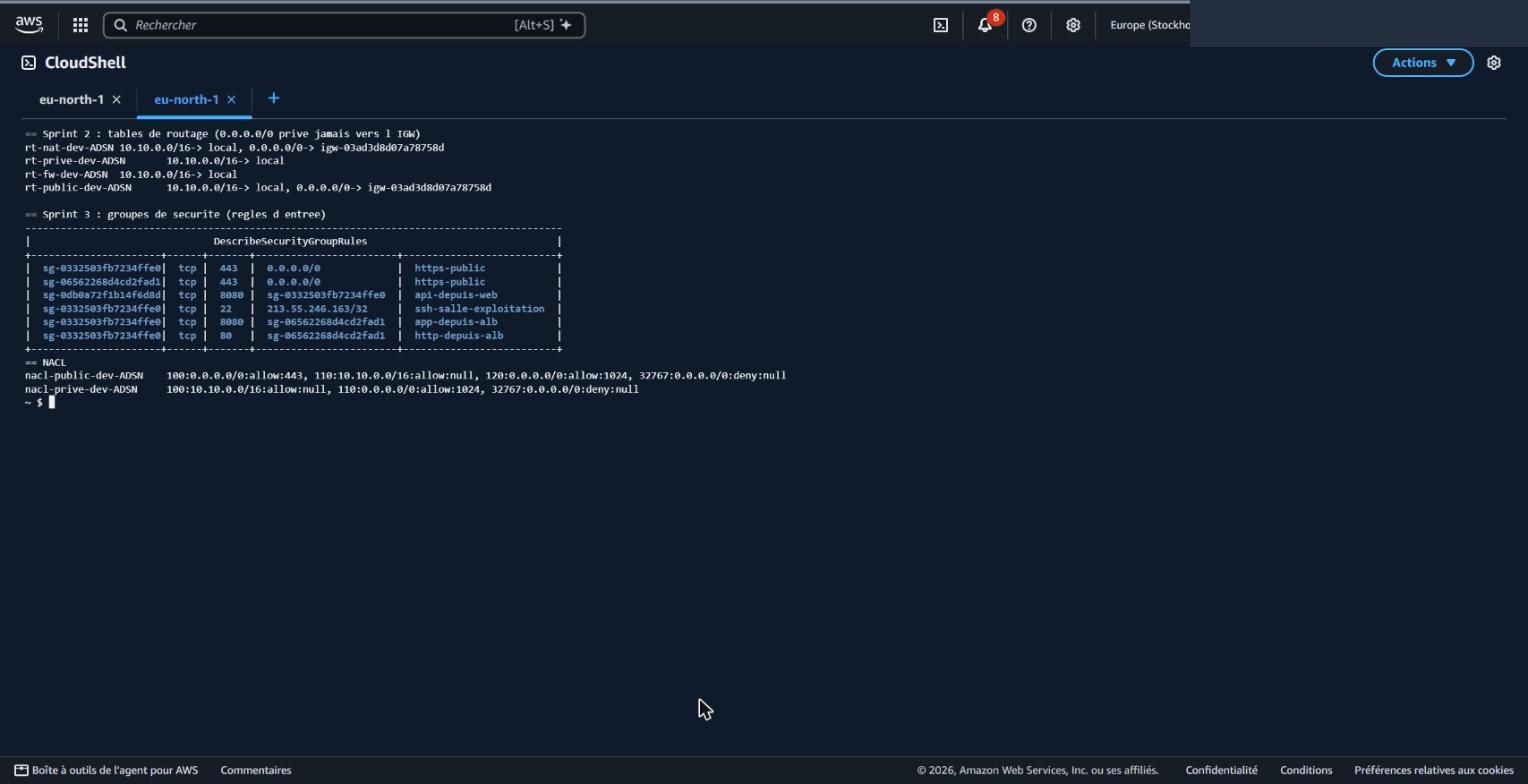 aws
Rechercher [Alt+S]
8
Europe (Stockho
CloudShell
Actions
eu-north-1
eu-north-1
== Sprint 2 : tables de routage (0.0.0.0/0 prive jamais vers l IGW)
rt-nat-dev-ADSN 10.10.0.0/16-> local, 0.0.0.0/0-> igw-03ad3d8d07a78758d
rt-prive-dev-ADSN 10.10.0.0/16-> local
rt-fw-dev-ADSN 10.10.0.0/16-> local
rt-public-dev-ADSN 10.10.0.0/16-> local, 0.0.0.0/0-> igw-03ad3d8d07a78758d
== Sprint 3 : groupes de securite (regles d entree)
DescribeSecurityGroupRules
| sg-0332503fb7234ffe0| tcp | 443 | 0.0.0.0/0 | https-public |
| sg-06562268d4cd2fad1| tcp | 443 | 0.0.0.0/0 | https-public |
| sg-0db0a72f1b14f6d8d| tcp | 8080 | sg-0332503fb7234ffe0 | api-depuis-web |
| sg-0332503fb7234ffe0| tcp | 22 | 213.55.246.163/32 | ssh-salle-exploitation |
| sg-0332503fb7234ffe0| tcp | 8080 | sg-06562268d4cd2fad1 | app-depuis-alb |
| sg-0332503fb7234ffe0| tcp | 80 | sg-06562268d4cd2fad1 | http-depuis-alb |
== NACL
nacl-public-dev-ADSN 100:0.0.0.0/0:allow:443, 110:10.10.0.0/16:allow:null, 120:0.0.0.0/0:allow:1024, 32767:0.0.0.0/0:deny:null
nacl-prive-dev-ADSN 100:10.10.0.0/16:allow:null, 110:0.0.0.0/0:allow:1024, 32767:0.0.0.0/0:deny:null
~ $
Boîte à outils de l'agent pour AWS Commentaires © 2026, Amazon Web Services, Inc. ou ses affiliés. Confidentialité Conditions Préférences relatives aux cookies